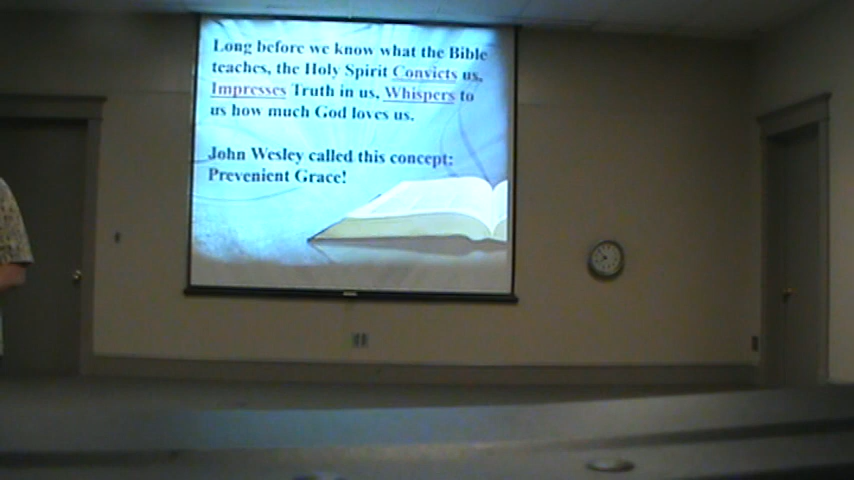 Long before we know what the Bible
teaches, the Holy Spirit Convicts us,
Impresses Truth in us, Whispers to
us how much God loves us.
John Wesley called this concept:
Prevenient Grace!